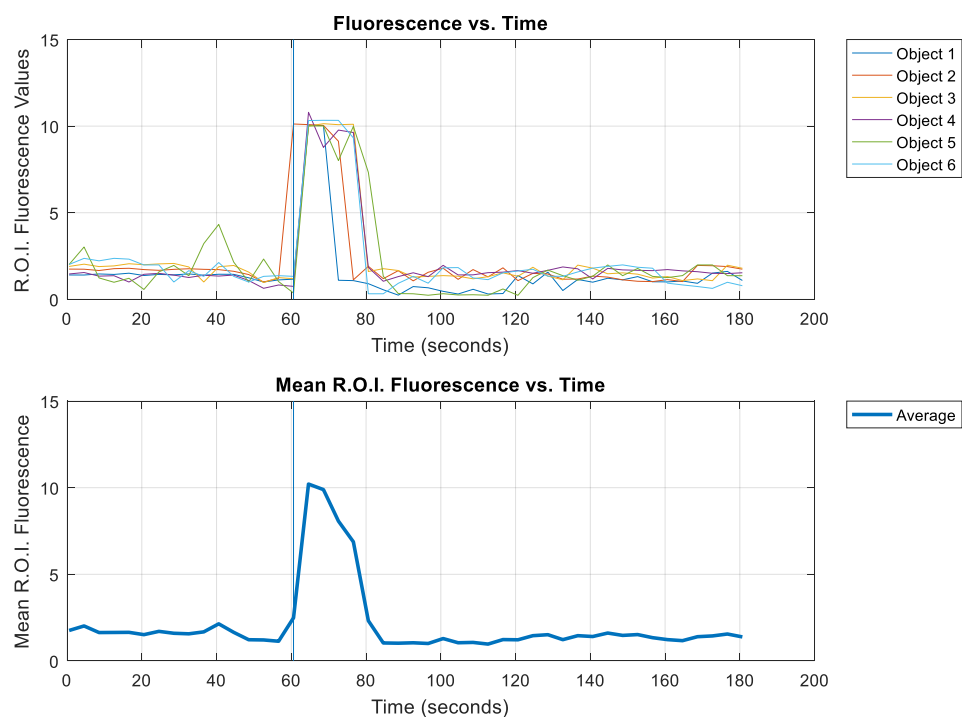 Fluorescence vs. Time
R.O.I. Fluorescence Values
15
10
5
0
0 20 40 60 80 100 120 140 160 180 200
Time (seconds)
Object 1
Object 2
Object 3
Object 4
Object 5
Object 6
Mean R.O.I. Fluorescence vs. Time
Mean R.O.I. Fluorescence
15
10
5
0
0 20 40 60 80 100 120 140 160 180 200
Time (seconds)
Average